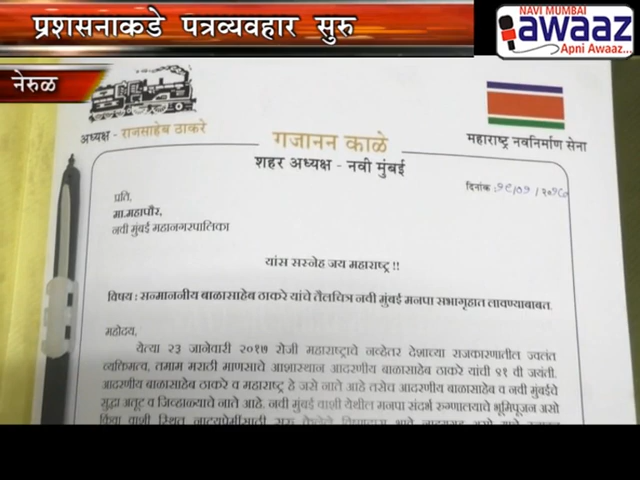 प्रशसनाकडे पत्रव्यवहार सुरु
NAVI MUMBAI
awaaz
Apni Awaaz...
नेरुळ
अध्यक्ष - राजसाहेब ठाकरे
गजानन काळे
शहर अध्यक्ष - नवी मुंबई
महाराष्ट्र नवनिर्माण सेना
दिनांक :
प्रति,
मा.महापौर,
नवी मुंबई महानगरपालिका
यांस सस्नेह जय महाराष्ट्र !!
विषय : सन्माननीय बाळासाहेब ठाकरे यांचे तैलचित्र नवी मुंबई मनपा सभागृहात लावण्याबाबत.
महोदय,
येत्या २३ जानेवारी २०१७ रोजी महाराष्ट्राचे नव्हेतर देशाच्या राजकारणातील ज्वलंत
व्यक्तिमत्व, तमाम मराठी माणसाचे आशास्थान आदरणीय बाळासाहेब ठाकरे यांची ९१ वी जयंती.
आदरणीय बाळासाहेब ठाकरे व महाराष्ट्र हे जसे नाते आहे तसेच आदरणीय बाळासाहेब व नवी मुंबईचे
सुद्धा अतूट व जिव्हाळ्याचे नाते आहे. नवी मुंबई वाशी येथील मनपा संदर्भ रुग्णालयाचे भूमिपूजन असो
किंवा वाशी स्थित नाट्यप्रेमींसाठी सुरु केलेले विष्णुदास भावे नाट्यगृह असो